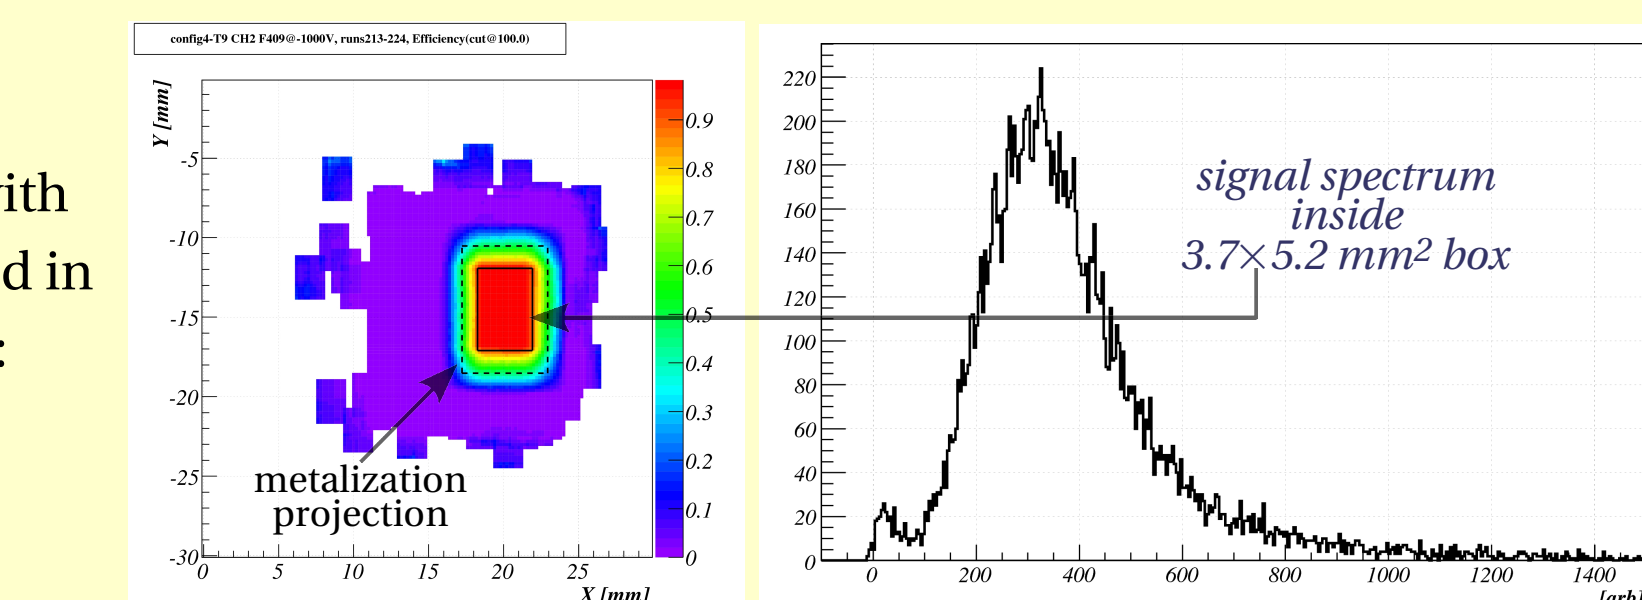 with
d in
:
config4-T9 CH2 F409@-1000V, runs213-224, Efficiency(cut@100.0)
Y [mm]
-5
-10
-15
-20
-25
-30
0 5 10 15 20 25
X [mm]
0.9
0.8
0.7
0.6
0.5
0.4
0.3
0.2
0.1
0
metalization
projection
220
200
180
160
140
120
100
80
60
40
20
0
0 200 400 600 800 1000 1200 1400
[arb]
signal spectrum
inside
3.7×5.2 mm² box